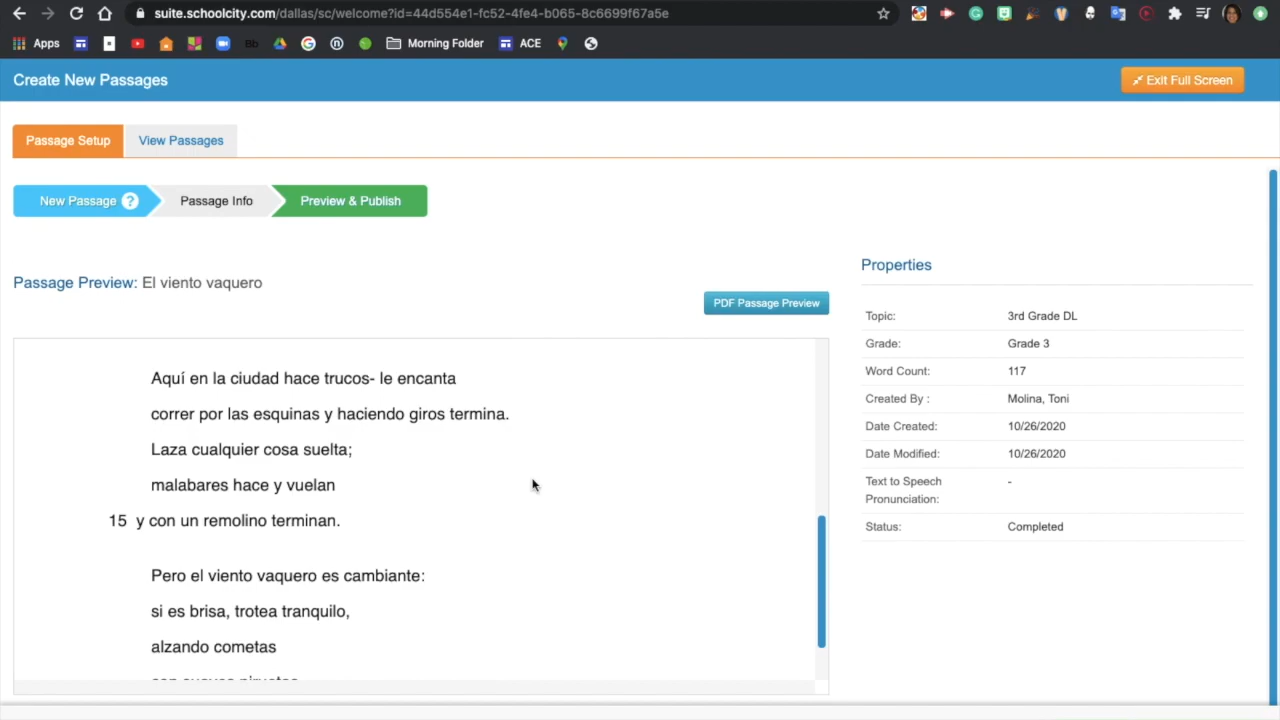 suite.schoolcity.com/dallas/sc/welcome?id=44d554e1-fc52-4fe4-b065-8c6699f67a5e
Apps
Bb
Morning Folder
ACE
Create New Passages
Exit Full Screen
Passage Setup
View Passages
New Passage ?
Passage Info
Preview & Publish
Passage Preview: El viento vaquero
PDF Passage Preview
Aquí en la ciudad hace trucos- le encanta
correr por las esquinas y haciendo giros termina.
Laza cualquier cosa suelta;
malabares hace y vuelan
15 y con un remolino terminan.
Pero el viento vaquero es cambiante:
si es brisa, trotea tranquilo,
alzando cometas
Properties
Topic: 3rd Grade DL
Grade: Grade 3
Word Count: 117
Created By : Molina, Toni
Date Created: 10/26/2020
Date Modified: 10/26/2020
Text to Speech -
Pronunciation:
Status: Completed